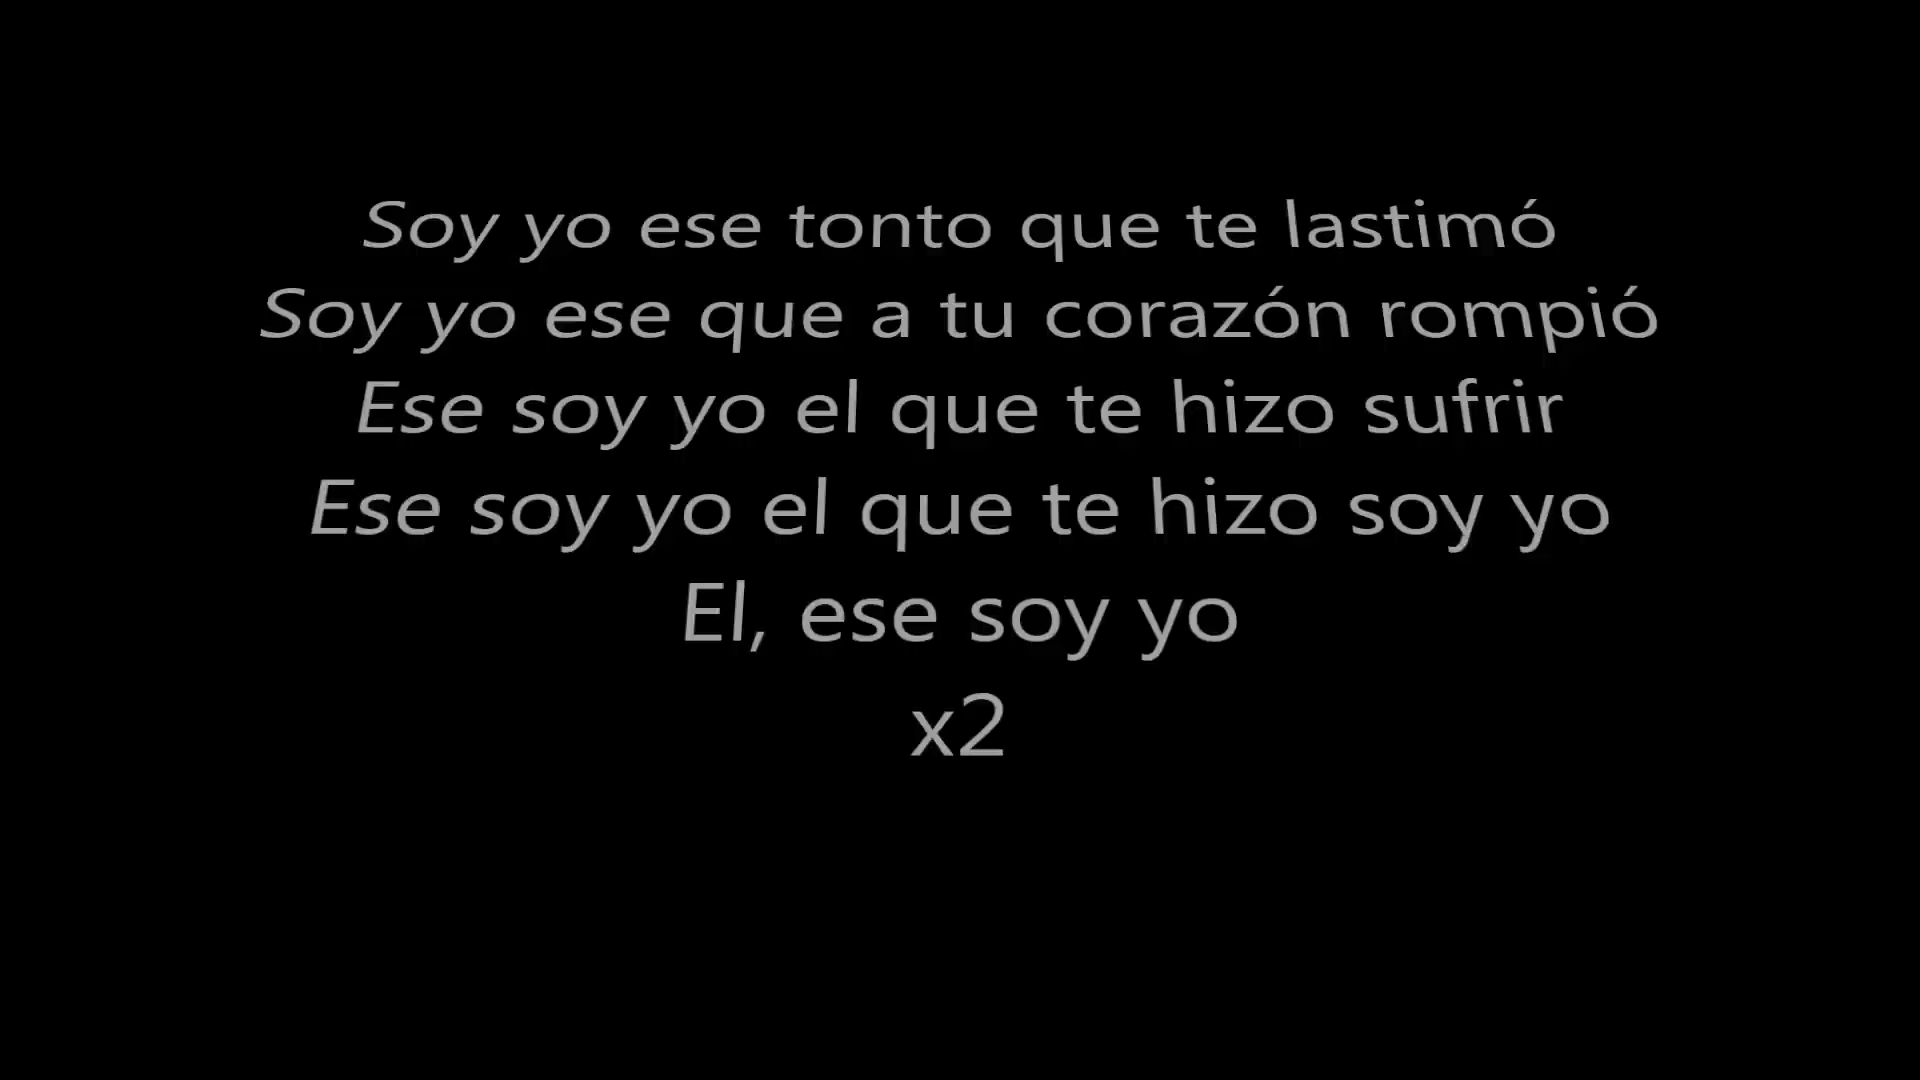 Soy yo ese tonto que te lastimó
Soy yo ese que a tu corazón rompió
Ese soy yo el que te hizo sufrir
Ese soy yo el que te hizo soy yo
El, ese soy yo
x2